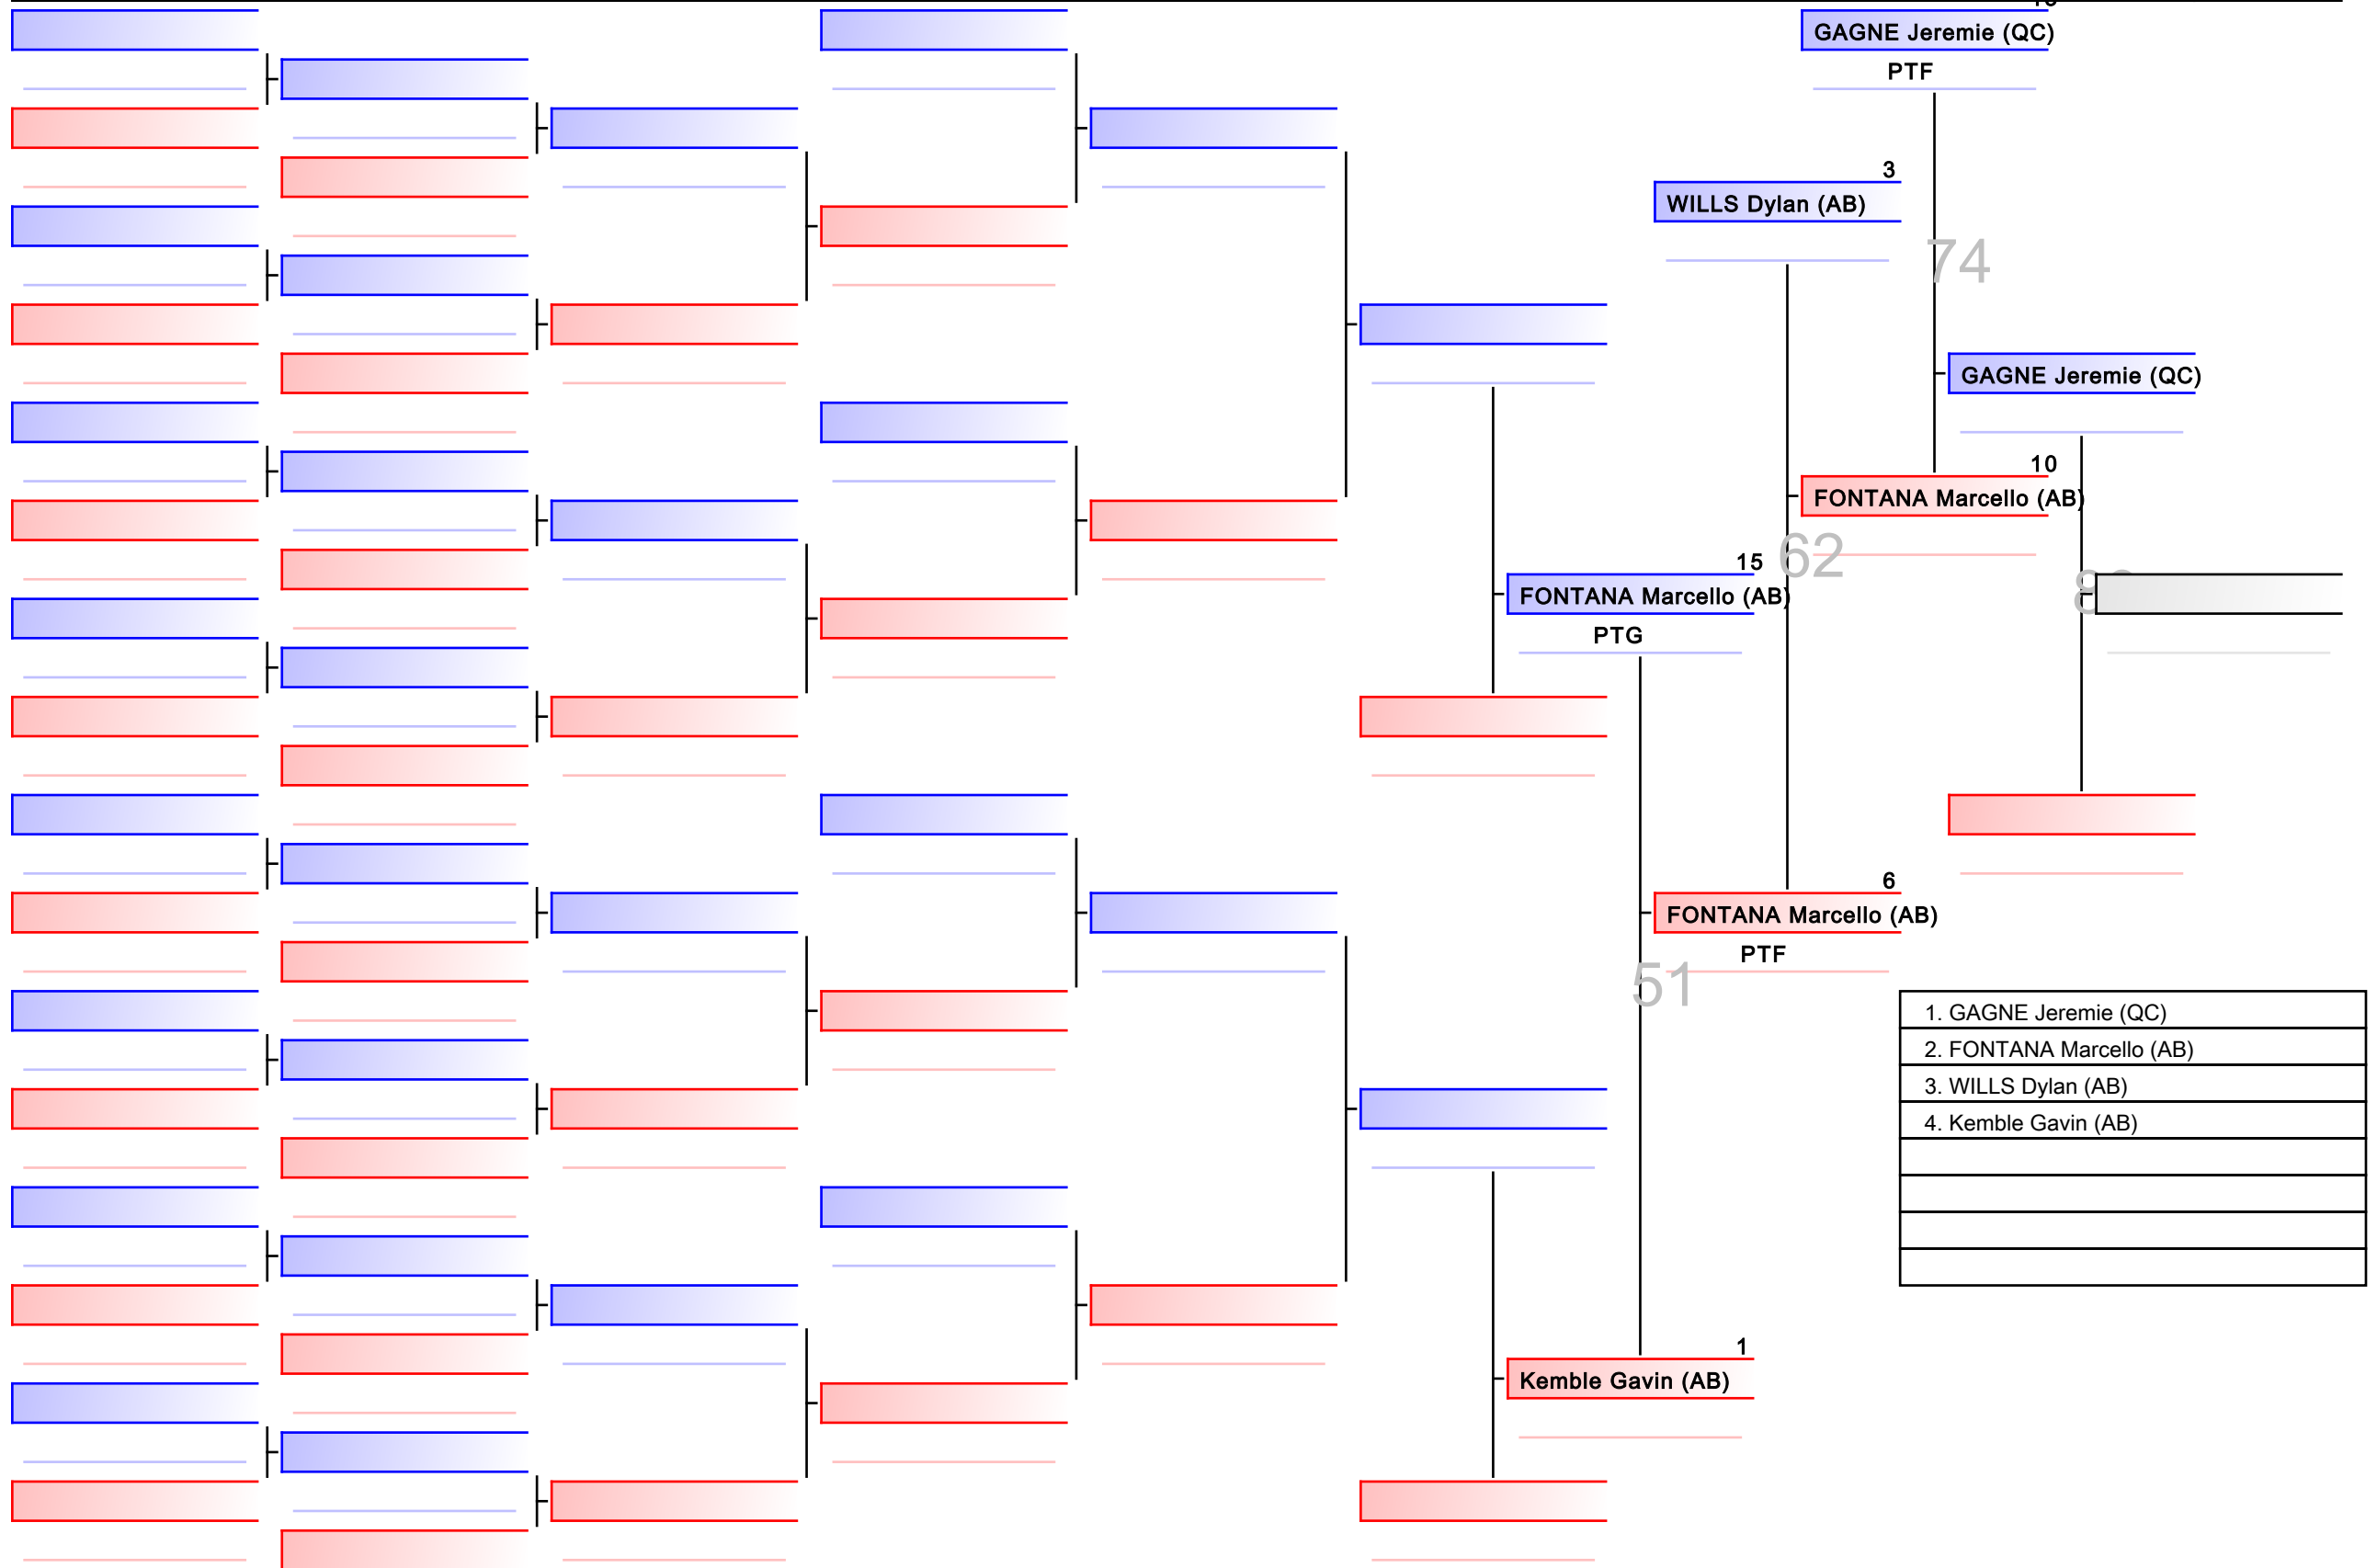 GAGNE Jeremie (QC)
PTF
3
WILLS Dylan (AB)
74
GAGNE Jeremie (QC)
10
FONTANA Marcello (AB)
62
15
FONTANA Marcello (AB)
PTG
6
FONTANA Marcello (AB)
PTF
51
1. GAGNE Jeremie (QC)
2. FONTANA Marcello (AB)
3. WILLS Dylan (AB)
4. Kemble Gavin (AB)
1
Kemble Gavin (AB)